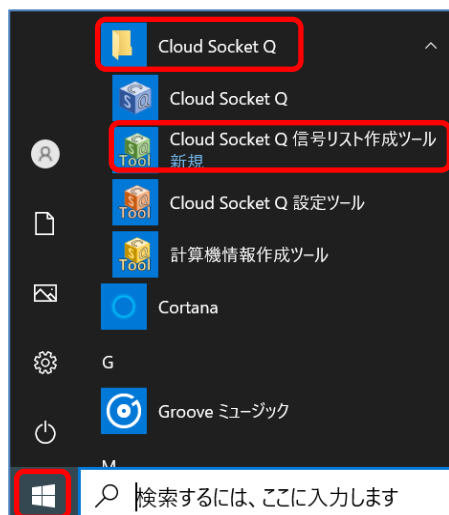 Cloud Socket Q
Cloud Socket Q
Cloud Socket Q 信号リスト作成ツール
新規
Tool
Cloud Socket Q 設定ツール
Tool
計算機情報作成ツール
Tool
Cortana
G
Groove ミュージック
M
検索するには、ここに入力します